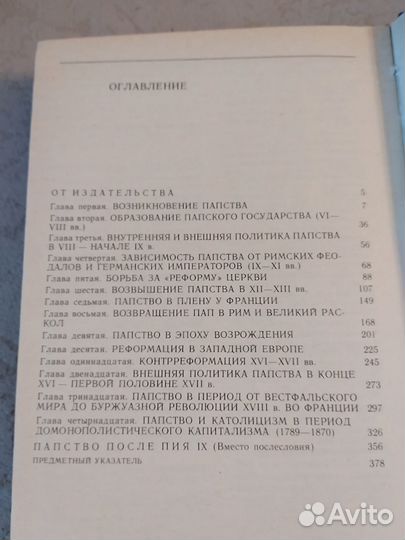 ОГЛАВЛЕНИЕ
ОТ ИЗДАТЕЛЬСТВА 5
Глава первая. ВОЗНИКНОВЕНИЕ ПАПСТВА 7
Глава вторая. ОБРАЗОВАНИЕ ПАПСКОГО ГОСУДАРСТВА (VI—
VIII вв.) 36
Глава третья. ВНУТРЕННЯЯ И ВНЕШНЯЯ ПОЛИТИКА ПАПСТВА
В VIII — НАЧАЛЕ IX в. 56
Глава четвертая. ЗАВИСИМОСТЬ ПАПСТВА ОТ РИМСКИХ ФЕО-
ДАЛОВ И ГЕРМАНСКИХ ИМПЕРАТОРОВ (IX—XI вв.) 68
Глава пятая. БОРЬБА ЗА «РЕФОРМУ» ЦЕРКВИ 88
Глава шестая. ВОЗВЫШЕНИЕ ПАПСТВА В XII—XIII вв. 107
Глава седьмая. ПАПСТВО В ПЛЕНУ У ФРАНЦИИ 149
Глава восьмая. ВОЗВРАЩЕНИЕ ПАП В РИМ И ВЕЛИКИЙ РАС-
КОЛ 168
Глава девятая. ПАПСТВО В ЭПОХУ ВОЗРОЖДЕНИЯ 201
Глава десятая. РЕФОРМАЦИЯ В ЗАПАДНОЙ ЕВРОПЕ 225
Глава одиннадцатая. КОНТРРЕФОРМАЦИЯ XVI—XVII вв. 245
Глава двенадцатая. ВНЕШНЯЯ ПОЛИТИКА ПАПСТВА В КОНЦЕ
XVI — ПЕРВОЙ ПОЛОВИНЕ XVII в. 273
Глава тринадцатая. ПАПСТВО В ПЕРИОД ОТ ВЕСТФАЛЬСКОГО
МИРА ДО БУРЖУАЗНОЙ РЕВОЛЮЦИИ XVIII в. ВО ФРАНЦИИ 297
Глава четырнадцатая. ПАПСТВО И КАТОЛИЦИЗМ В ПЕРИОД
ДОМОНОПОЛИСТИЧЕСКОГО КАПИТАЛИЗМА (1789—1870) 326
ПАПСТВО ПОСЛЕ ПИЯ IX (Вместо послесловия) 356
ПРЕДМЕТНЫЙ УКАЗАТЕЛЬ 378
Avito